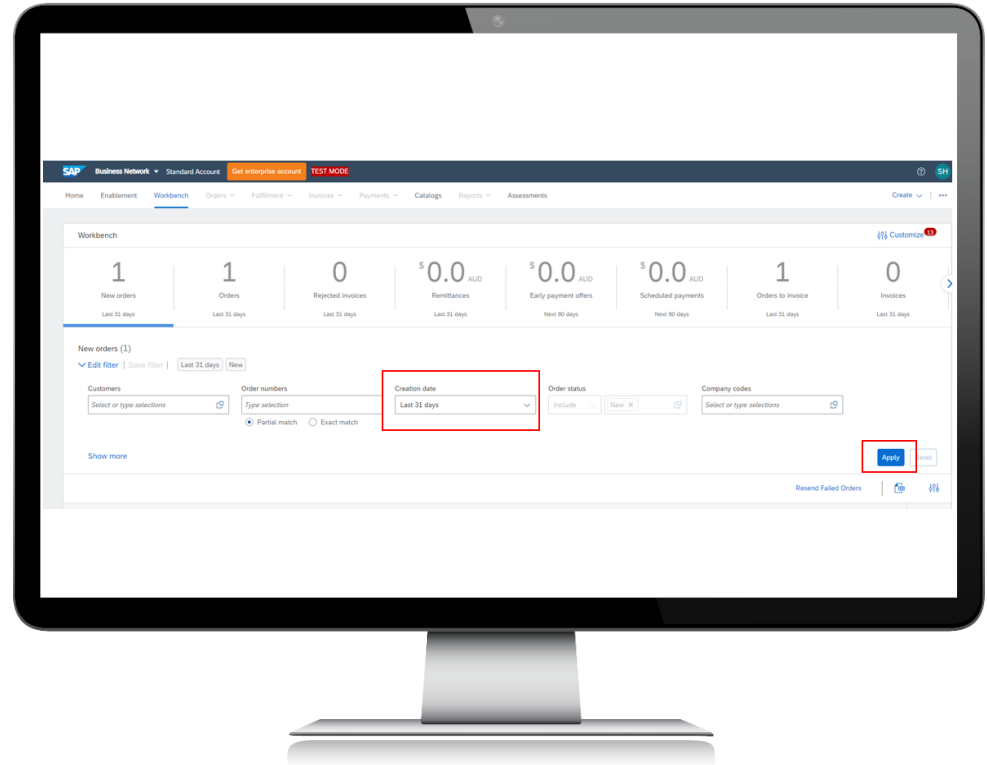 SAP Business Network Standard Account Get enterprise account TEST MODE SH
Home Enablement Workbench Orders Fulfillment Invoices Payments Catalogs Reports Assessments Create
Workbench Customize 13
1 1 0 $ 0.0 AUD $ 0.0 AUD $ 0.0 AUD 1 0
New orders Orders Rejected invoices Remittances Early payment offers Scheduled payments Orders to invoice Invoices
Last 31 days Last 31 days Last 31 days Last 31 days Next 90 days Next 90 days Last 31 days Last 31 days
New orders (1)
Edit filter | Save filter | Last 31 days New
Customers Order numbers Creation date Order status Company codes
Select or type selections Type selection Last 31 days Include New × Select or type selections
Partial match Exact match
Show more Apply Reset
Resend Failed Orders